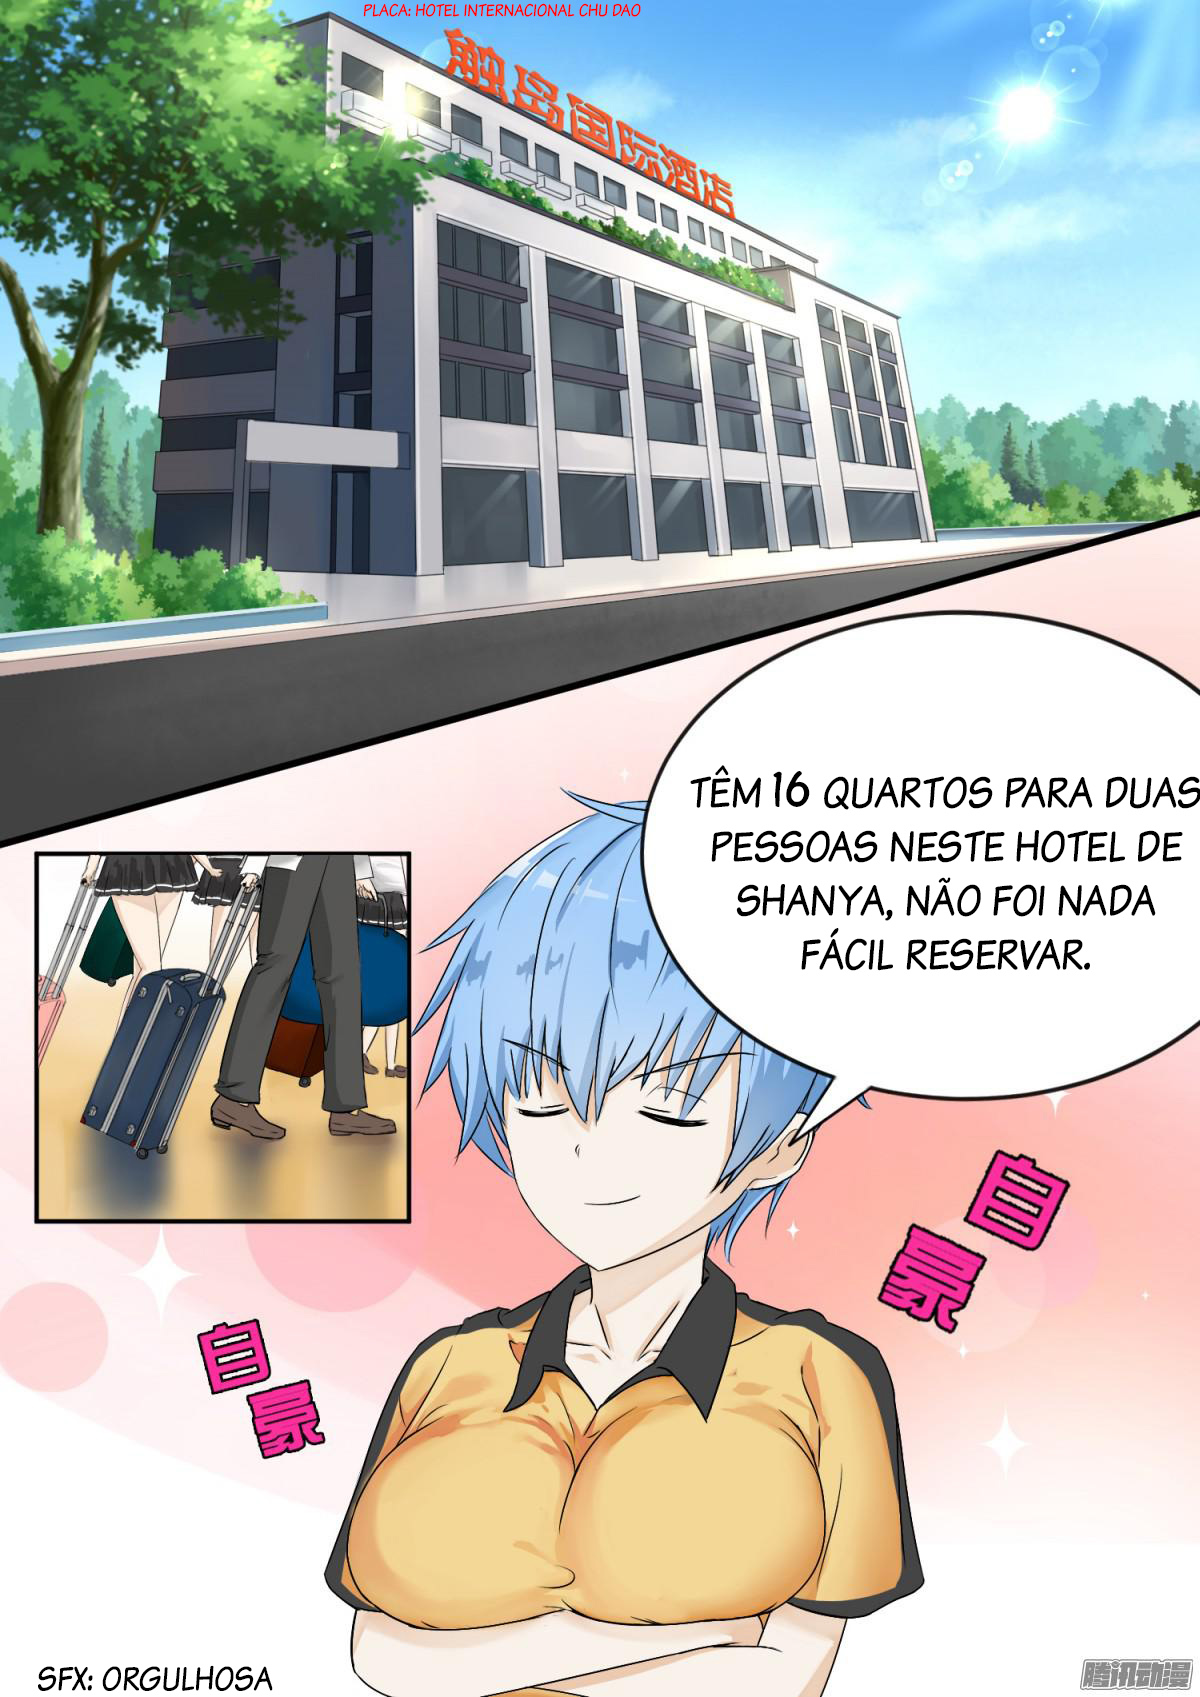 PLACA: HOTEL INTERNACIONAL CHU DAO
触岛国际酒店
TÊM 16 QUARTOS PARA DUAS
PESSOAS NESTE HOTEL DE
SHANYA, NÃO FOI NADA
FÁCIL RESERVAR.
自豪
自豪
SFX: ORGULHOSA
腾讯动漫